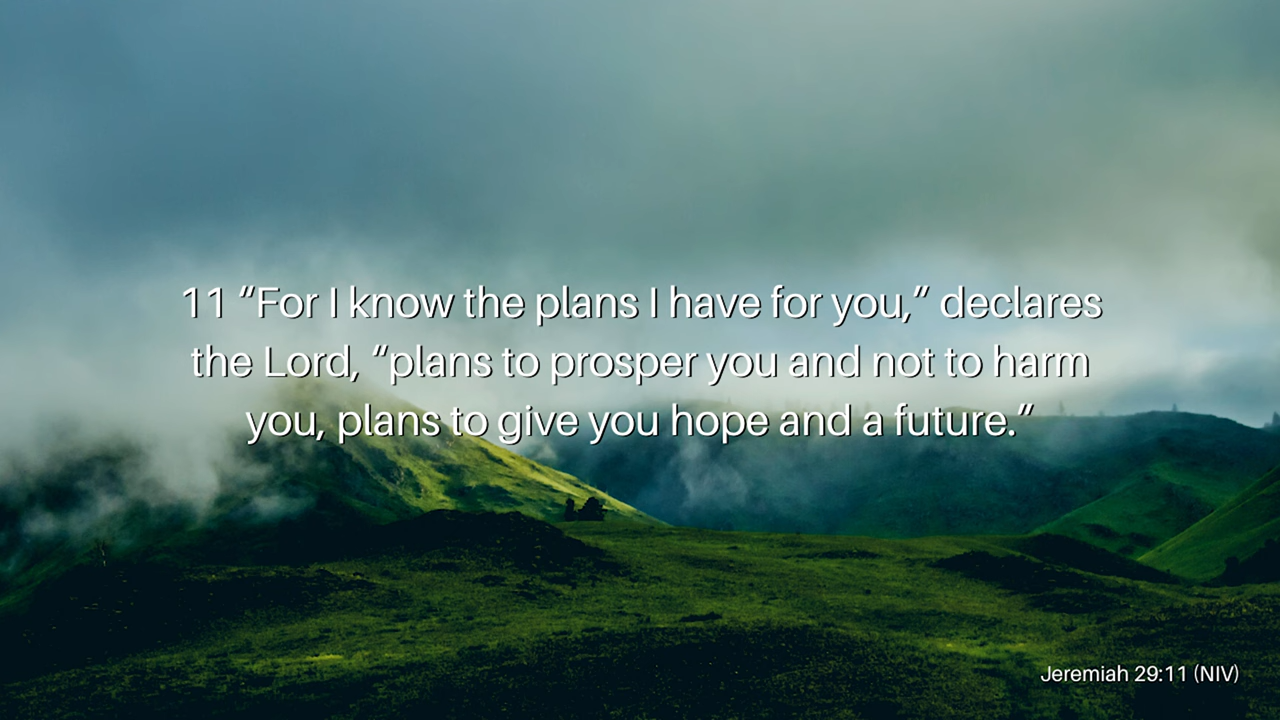 11 “For I know the plans I have for you,” declares
the Lord, “plans to prosper you and not to harm
you, plans to give you hope and a future.”
Jeremiah 29:11 (NIV)